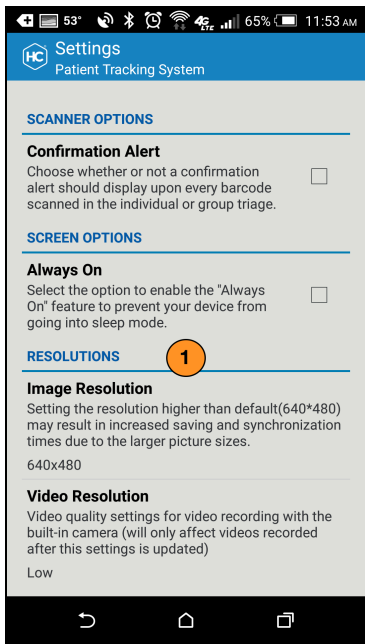 53° 4G LTE 65% 11:53 AM
HC Settings
Patient Tracking System
SCANNER OPTIONS
Confirmation Alert
Choose whether or not a confirmation
alert should display upon every barcode
scanned in the individual or group triage.
SCREEN OPTIONS
Always On
Select the option to enable the "Always
On" feature to prevent your device from
going into sleep mode.
RESOLUTIONS 1
Image Resolution
Setting the resolution higher than default(640*480)
may result in increased saving and synchronization
times due to the larger picture sizes.
640x480
Video Resolution
Video quality settings for video recording with the
built-in camera (will only affect videos recorded
after this settings is updated)
Low